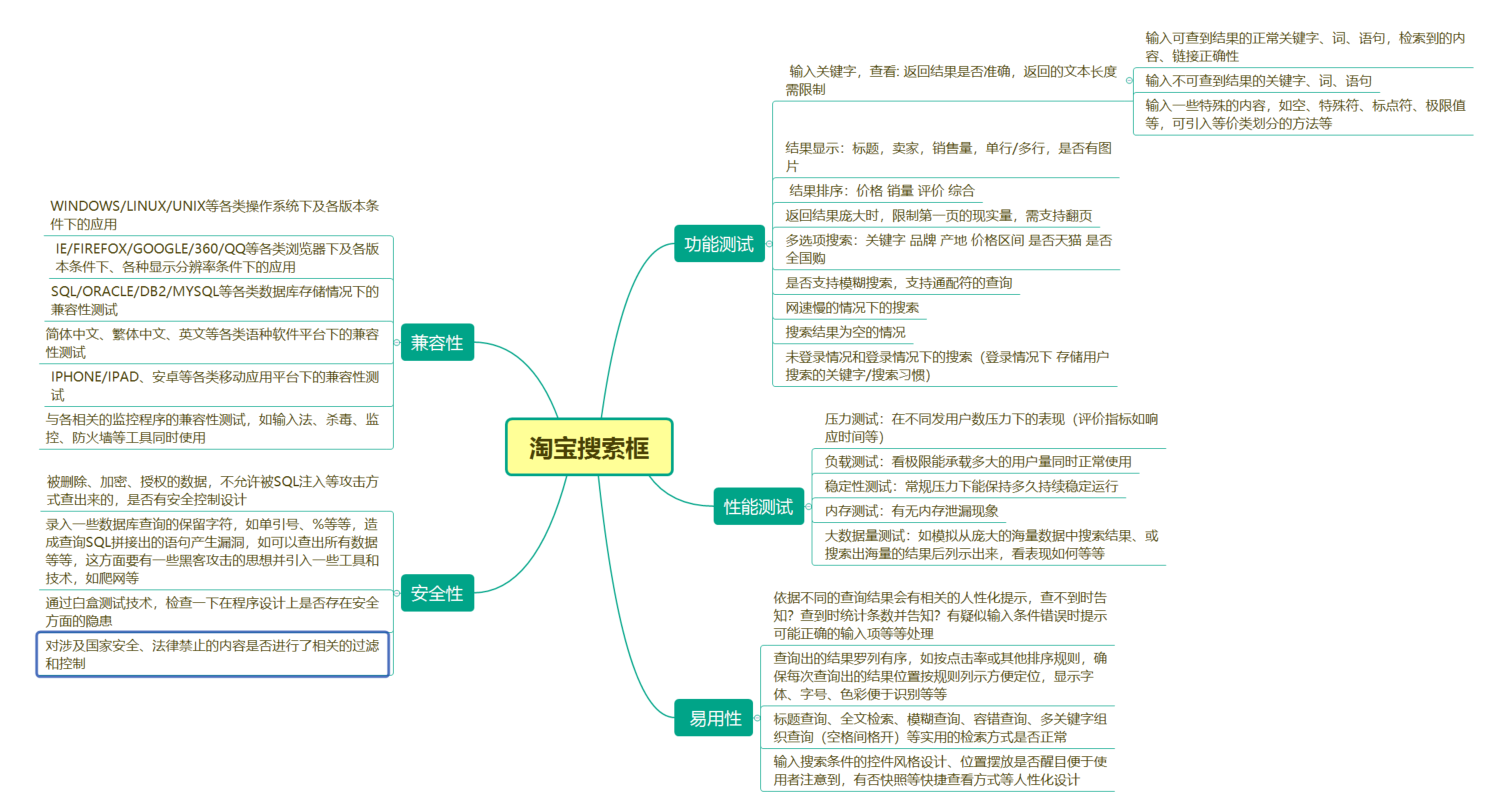 淘宝搜索框
功能测试
输入关键字，查看: 返回结果是否准确，返回的文本长度
需限制
输入可查到结果的正常关键字、词、语句，检索到的内
容、链接正确性
输入不可查到结果的关键字、词、语句
输入一些特殊的内容，如空、特殊符、标点符、极限值
等，可引入等价类划分的方法等
结果显示：标题，卖家，销售量，单行/多行，是否有图
片
结果排序：价格 销量 评价 综合
返回结果庞大时，限制第一页的现实量，需支持翻页
多选项搜索：关键字 品牌 产地 价格区间 是否天猫 是否
全国购
是否支持模糊搜索，支持通配符的查询
网速慢的情况下的搜索
搜索结果为空的情况
未登录情况和登录情况下的搜索（登录情况下 存储用户
搜索的关键字/搜索习惯）
性能测试
压力测试：在不同发用户数压力下的表现（评价指标如响
应时间等）
负载测试：看极限能承载多大的用户量同时正常使用
稳定性测试：常规压力下能保持多久持续稳定运行
内存测试：有无内存泄漏现象
大数据量测试：如模拟从庞大的海量数据中搜索结果、或
搜索出海量的结果后列示出来，看表现如何等等
易用性
依据不同的查询结果会有相关的人性化提示，查不到时告
知？查到时统计条数并告知？有疑似输入条件错误时提示
可能正确的输入项等等处理
查询出的结果罗列有序，如按点击率或其他排序规则，确
保每次查询出的结果位置按规则列示方便定位，显示字
体、字号、色彩便于识别等等
标题查询、全文检索、模糊查询、容错查询、多关键字组
织查询（空格间格开）等实用的检索方式是否正常
输入搜索条件的控件风格设计、位置摆放是否醒目便于使
用者注意到，有否快照等快捷查看方式等人性化设计
兼容性
WINDOWS/LINUX/UNIX等各类操作系统下及各版本条
件下的应用
IE/FIREFOX/GOOGLE/360/QQ等各类浏览器下及各版
本条件下、各种显示分辨率条件下的应用
SQL/ORACLE/DB2/MYSQL等各类数据库存储情况下的
兼容性测试
简体中文、繁体中文、英文等各类语种软件平台下的兼容
性测试
IPHONE/IPAD、安卓等各类移动应用平台下的兼容性测
试
与各相关的监控程序的兼容性测试，如输入法、杀毒、监
控、防火墙等工具同时使用
安全性
被删除、加密、授权的数据，不允许被SQL注入等攻击方
式查出来的，是否有安全控制设计
录入一些数据库查询的保留字符，如单引号、%等等，造
成查询SQL拼接出的语句产生漏洞，如可以查出所有数据
等等，这方面要有一些黑客攻击的思想并引入一些工具和
技术，如爬网等
通过白盒测试技术，检查一下在程序设计上是否存在安全
方面的隐患
对涉及国家安全、法律禁止的内容是否进行了相关的过滤
和控制